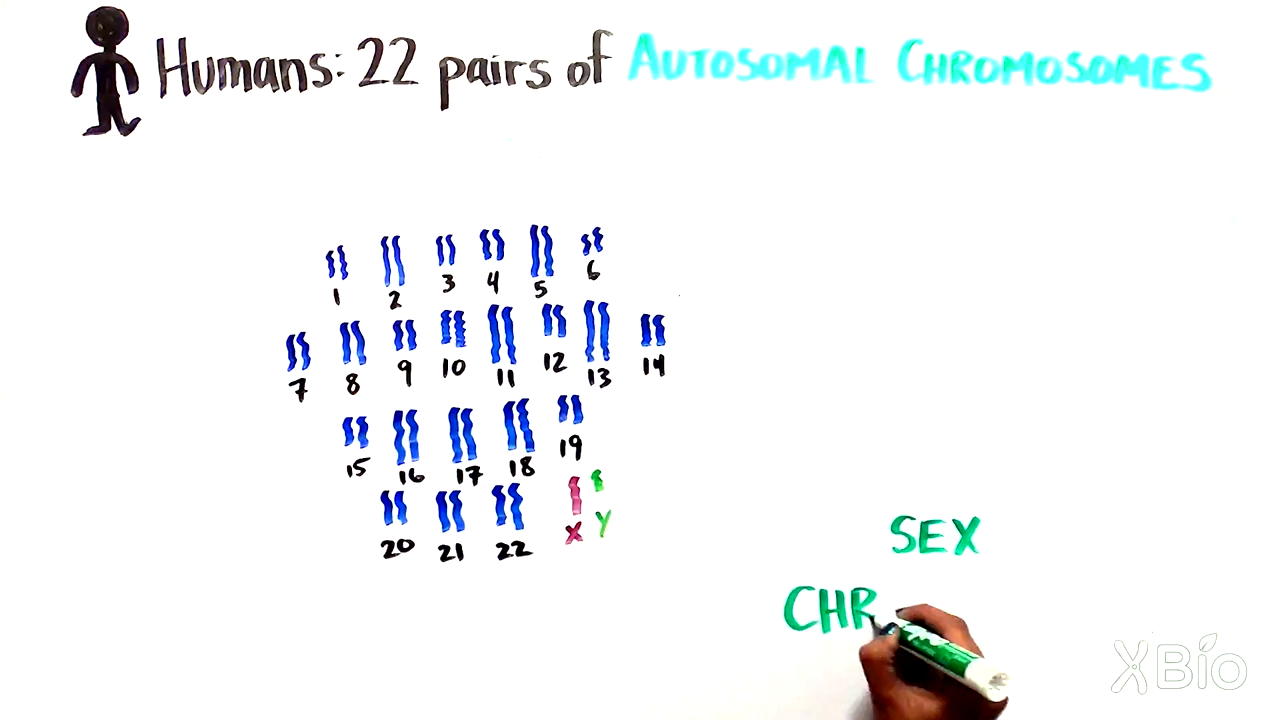 Humans: 22 pairs of AUTOSOMAL CHROMOSOMES
1 2 3 4 5 6
7 8 9 10 11 12 13 14
15 16 17 18 19
20 21 22 X Y
SEX
CHR
XBio